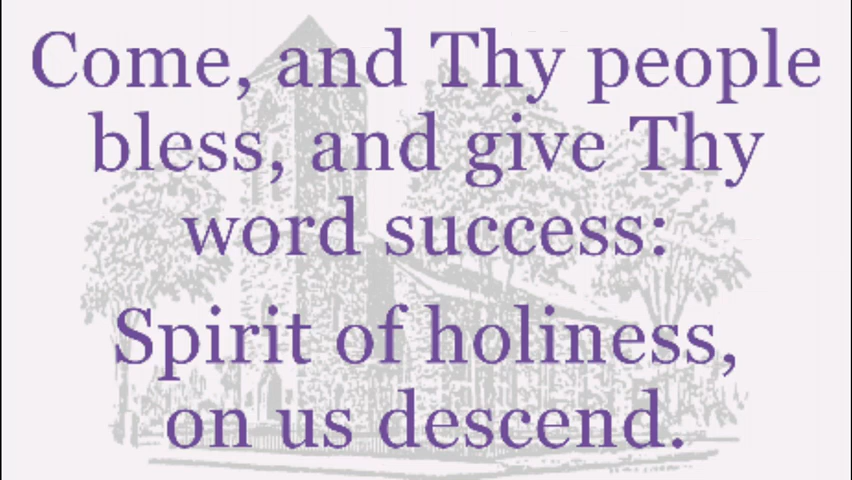 Come, and Thy people
bless, and give Thy
word success:
Spirit of holiness,
on us descend.